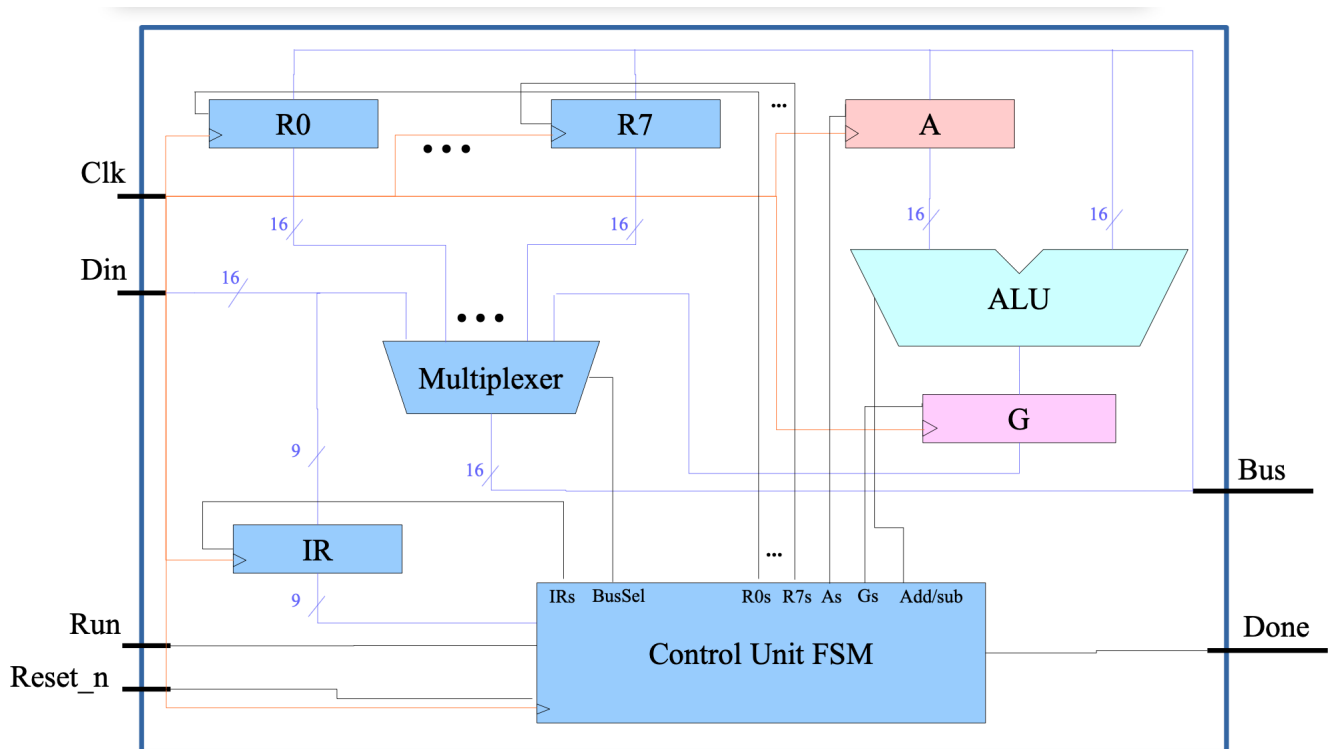 R0
R7
...
A
Clk
16
16
16
16
Din
16
ALU
Multiplexer
G
9
16
Bus
IR
...
9
IRs
BusSel
R0s
R7s
As
Gs
Add/sub
Run
Control Unit FSM
Done
Reset_n